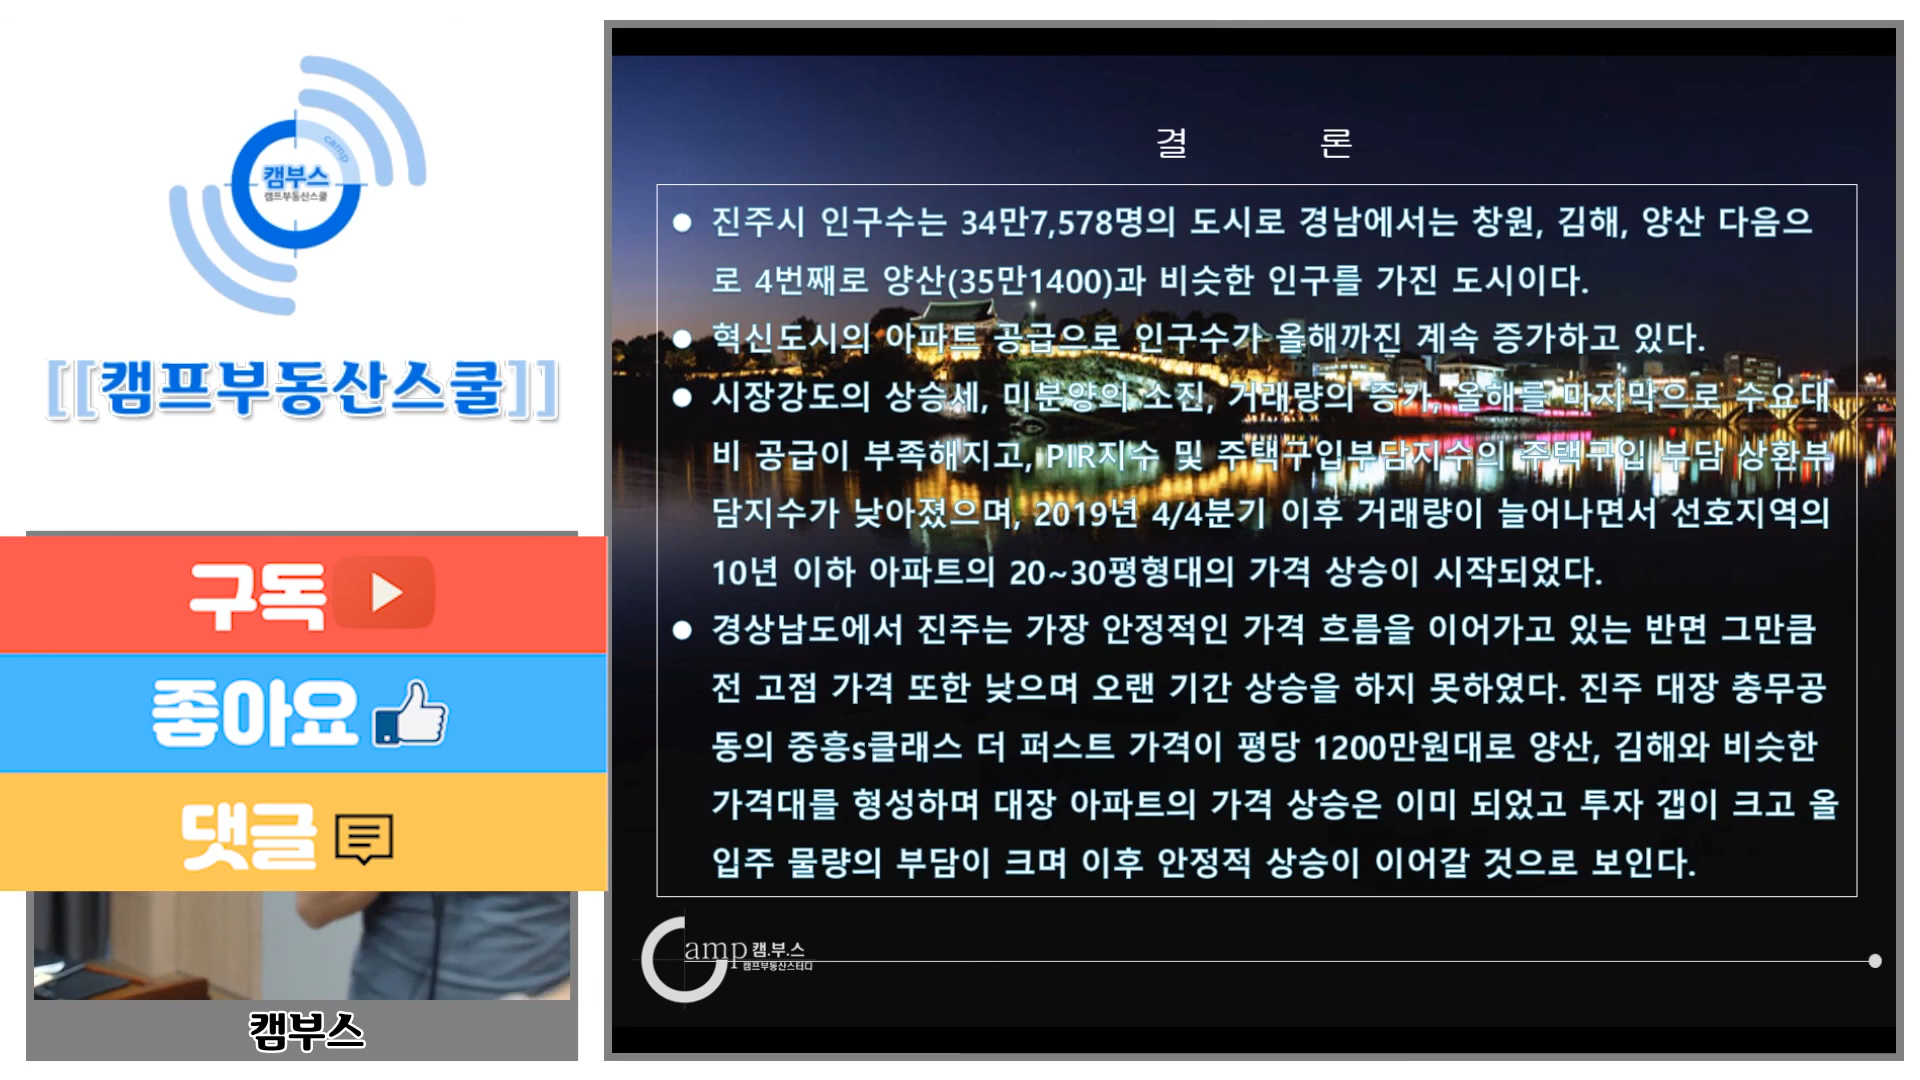 camp
캠부스
캠프부동산스쿨
[[캠프부동산스쿨]]
구독
좋아요
댓글
캠부스
결 론
● 진주시 인구수는 34만7,578명의 도시로 경남에서는 창원, 김해, 양산 다음으
로 4번째로 양산(35만1400)과 비슷한 인구를 가진 도시이다.
● 혁신도시의 아파트 공급으로 인구수가 올해까진 계속 증가하고 있다.
● 시장강도의 상승세, 미분양의 소진, 거래량의 증가, 올해를 마지막으로 수요대
비 공급이 부족해지고, PIR지수 및 주택구입부담지수의 주택구입 부담 상환부
담지수가 낮아졌으며, 2019년 4/4분기 이후 거래량이 늘어나면서 선호지역의
10년 이하 아파트의 20~30평형대의 가격 상승이 시작되었다.
● 경상남도에서 진주는 가장 안정적인 가격 흐름을 이어가고 있는 반면 그만큼
전 고점 가격 또한 낮으며 오랜 기간 상승을 하지 못하였다. 진주 대장 충무공
동의 중흥s클래스 더 퍼스트 가격이 평당 1200만원대로 양산, 김해와 비슷한
가격대를 형성하며 대장 아파트의 가격 상승은 이미 되었고 투자 갭이 크고 올
입주 물량의 부담이 크며 이후 안정적 상승이 이어갈 것으로 보인다.
Camp 캠.부.스
캠프부동산스터디